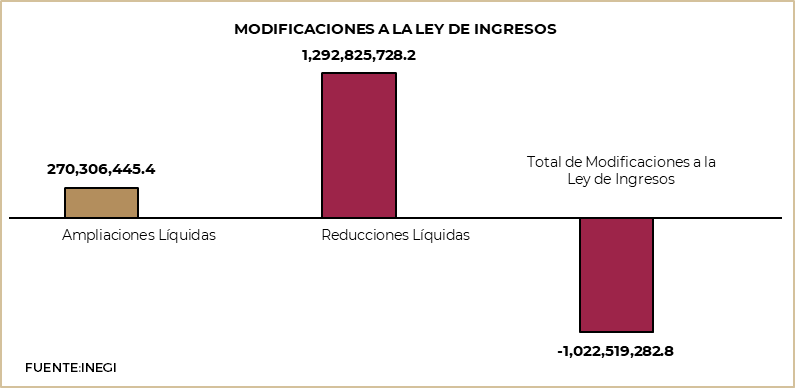 MODIFICACIONES A LA LEY DE INGRESOS
1,292,825,728.2
270,306,445.4
Total de Modificaciones a la
Ley de Ingresos
Ampliaciones Líquidas
Reducciones Líquidas
-1,022,519,282.8
FUENTE:INEGI